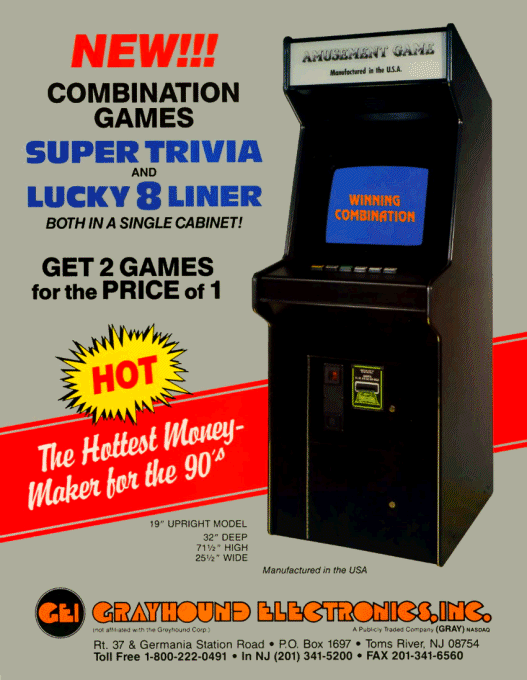 NEW!!!
COMBINATION
GAMES
SUPER TRIVIA
AND
LUCKY 8 LINER
BOTH IN A SINGLE CABINET!
GET 2 GAMES
for the PRICE of 1
HOT
The Hottest Money-
Maker for the 90's
AMUSEMENT GAME
Manufactured in the U.S.A.
WINNING
COMBINATION
19" UPRIGHT MODEL
32" DEEP
71½" HIGH
25½" WIDE
Manufactured in the USA
GEI GRAYHOUND ELECTRONICS, INC.
(not affiliated with the Greyhound Corp.)
A Publicly Traded Company (GRAY) NASDAQ
Rt. 37 & Germania Station Road • P.O. Box 1697 • Toms River, NJ 08754
Toll Free 1-800-222-0491 • In NJ (201) 341-5200 • FAX 201-341-6560